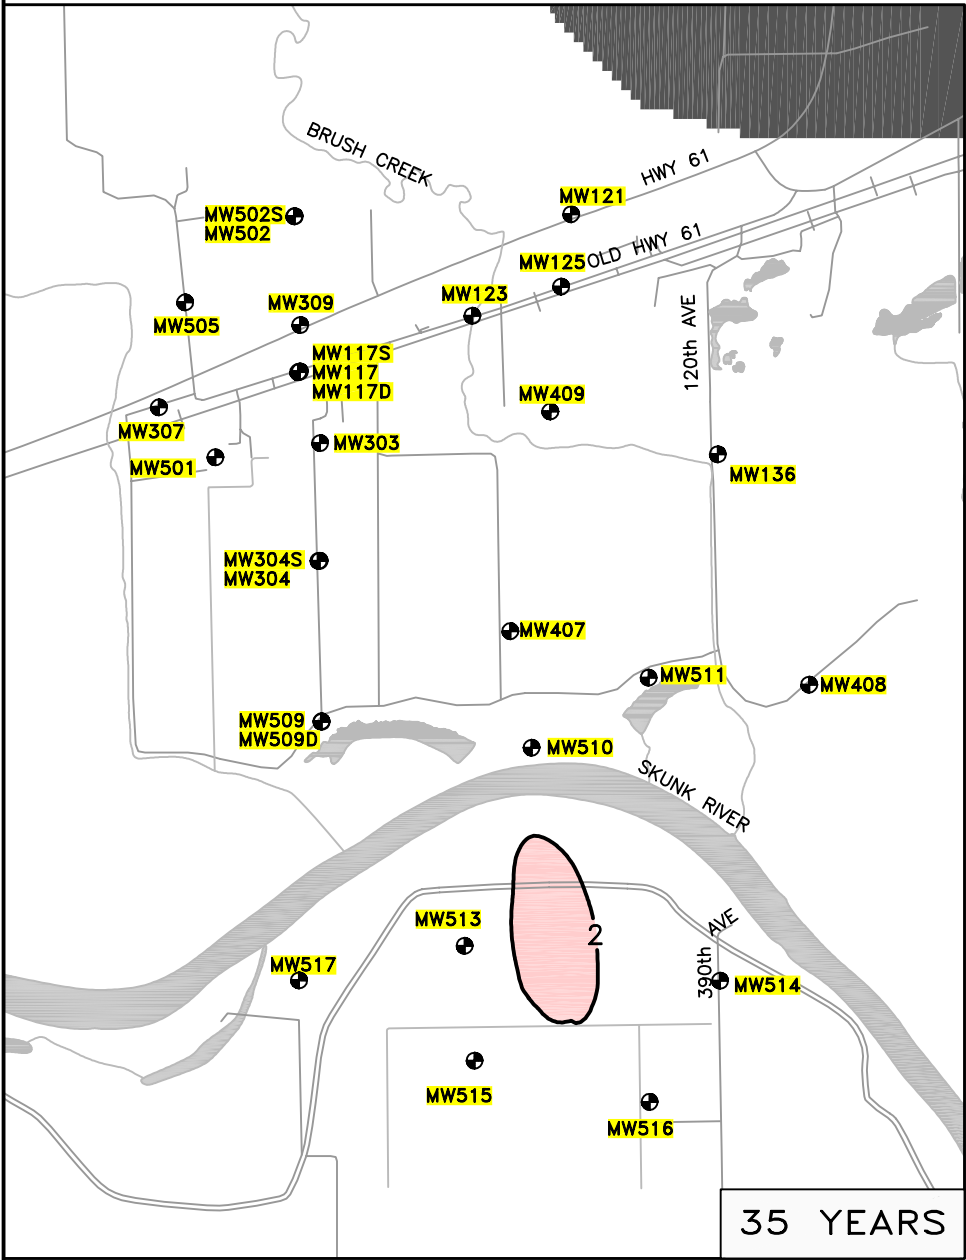 BRUSH CREEK
HWY 61
MW121
MW502S
MW502
OLD HWY 61
MW125
MW123
MW309
MW505
120th AVE
MW117S
MW117
MW117D
MW409
MW307
MW303
MW501
MW136
MW304S
MW304
MW407
MW511
MW408
MW509
MW509D
MW510
SKUNK RIVER
MW513
2
390th AVE
MW517
MW514
MW515
MW516
35 YEARS